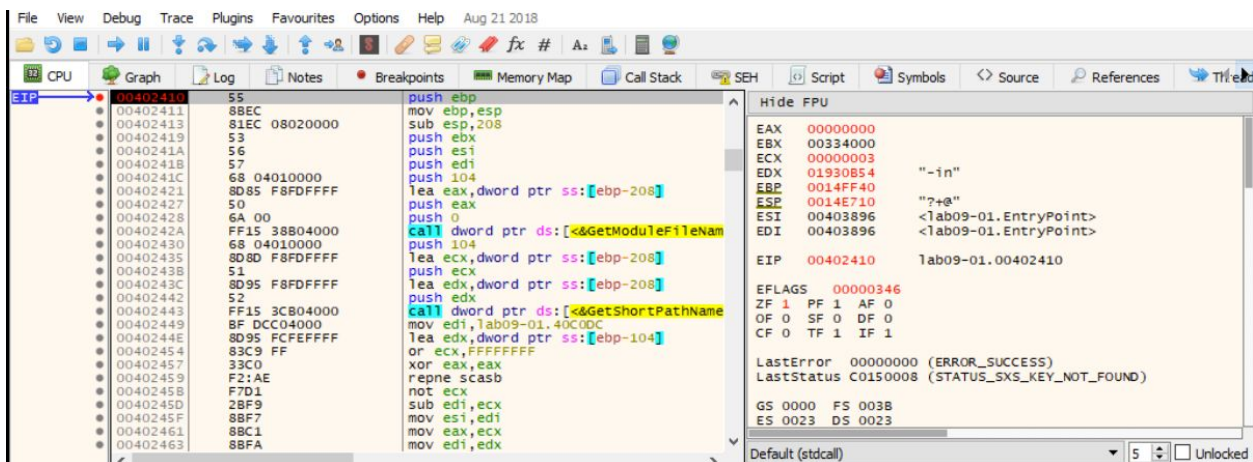 File View Debug Trace Plugins Favourites Options Help Aug 21 2018
fx # A₂
CPU Graph Log Notes Breakpoints Memory Map Call Stack SEH Script Symbols Source References
EIP 00402410 55 push ebp
00402411 8BEC mov ebp,esp
00402413 81EC 08020000 sub esp,208
00402419 53 push ebx
0040241A 56 push esi
0040241B 57 push edi
0040241C 68 04010000 push 104
00402421 8D85 F8FDFFFF lea eax,dword ptr ss:[ebp-208]
00402427 50 push eax
00402428 6A 00 push 0
0040242A FF15 38B04000 call dword ptr ds:[<&GetModuleFileNam
00402430 68 04010000 push 104
00402435 8D8D F8FDFFFF lea ecx,dword ptr ss:[ebp-208]
0040243B 51 push ecx
0040243C 8D95 F8FDFFFF lea edx,dword ptr ss:[ebp-208]
00402442 52 push edx
00402443 FF15 3CB04000 call dword ptr ds:[<&GetShortPathName
00402449 BF DCC04000 mov edi,lab09-01.40C0DC
0040244E 8D95 FCFEFFFF lea edx,dword ptr ss:[ebp-104]
00402454 83C9 FF or ecx,FFFFFFFF
00402457 33C0 xor eax,eax
00402459 F2:AE repne scasb
0040245B F7D1 not ecx
0040245D 2BF9 sub edi,ecx
0040245F 8BF7 mov esi,edi
00402461 8BC1 mov eax,ecx
00402463 8BFA mov edi,edx
Hide FPU
EAX 00000000
EBX 00334000
ECX 00000003
EDX 01930B54 "-in"
EBP 0014FF40
ESP 0014E710 "?+@"
ESI 00403896 <lab09-01.EntryPoint>
EDI 00403896 <lab09-01.EntryPoint>
EIP 00402410 lab09-01.00402410
EFLAGS 00000346
ZF 1 PF 1 AF 0
OF 0 SF 0 DF 0
CF 0 TF 1 IF 1
LastError 00000000 (ERROR_SUCCESS)
LastStatus C0150008 (STATUS_SXS_KEY_NOT_FOUND)
GS 0000 FS 003B
ES 0023 DS 0023
Default (stdcall) 5 Unlocked